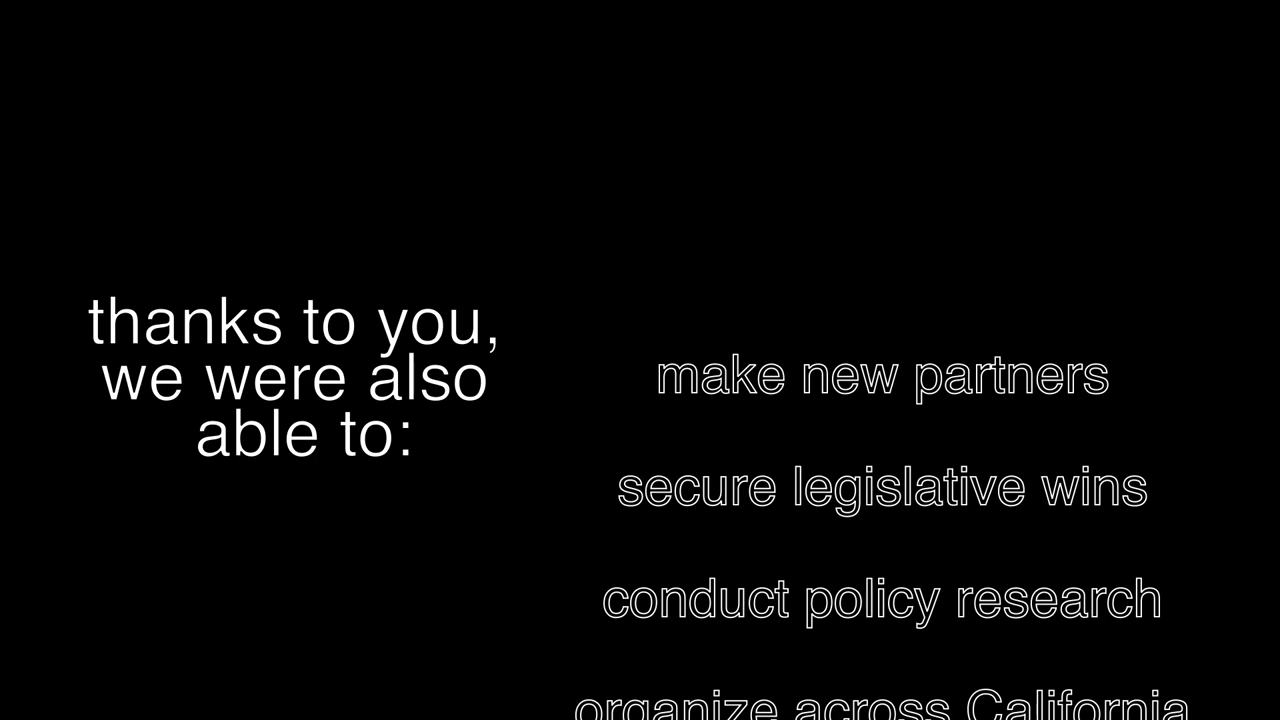 thanks to you,
we were also
able to:
make new partners
secure legislative wins
conduct policy research
organize across California